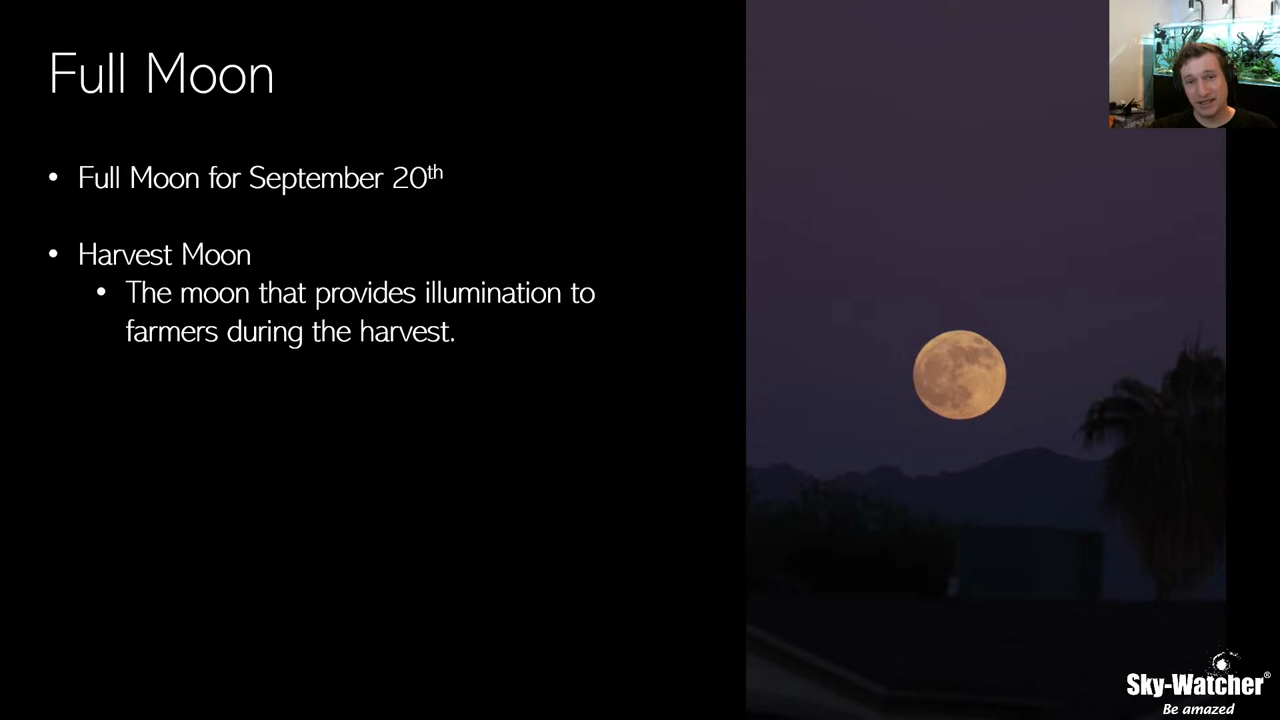 Full Moon
• Full Moon for September 20th
• Harvest Moon
• The moon that provides illumination to
farmers during the harvest.
Sky-Watcher®
Be amazed